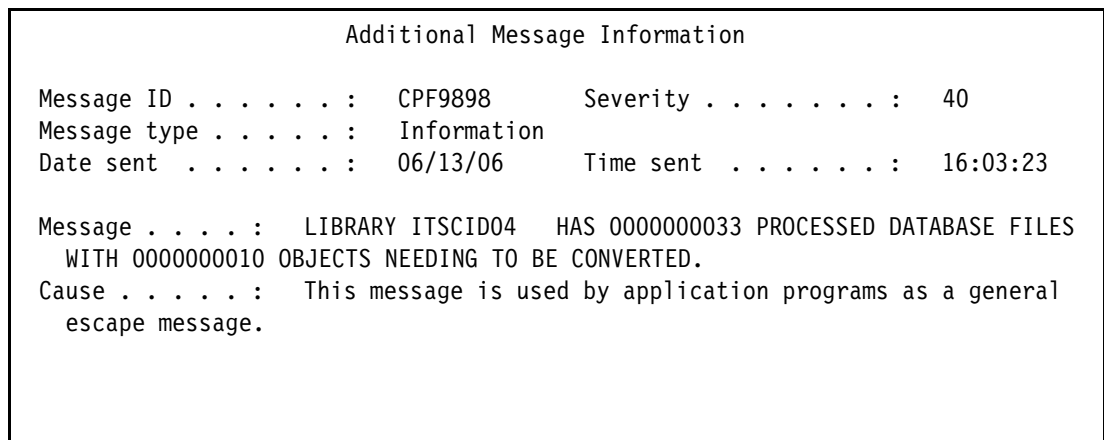 Additional Message Information
Message ID . . . . . . : CPF9898 Severity . . . . . . . : 40
Message type . . . . . : Information
Date sent . . . . . . : 06/13/06 Time sent . . . . . . : 16:03:23
Message . . . . : LIBRARY ITSCID04 HAS 0000000033 PROCESSED DATABASE FILES
WITH 0000000010 OBJECTS NEEDING TO BE CONVERTED.
Cause . . . . . : This message is used by application programs as a general
escape message.